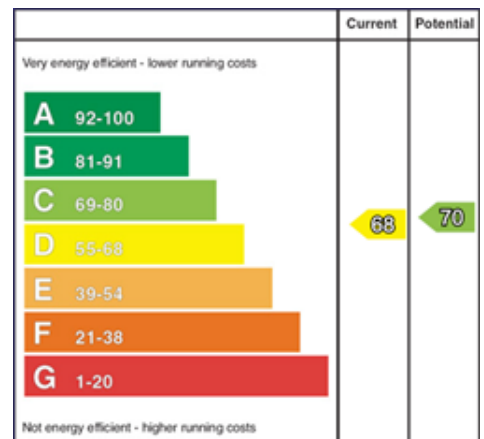 Current Potential
Very energy efficient - lower running costs
A 92-100
B 81-91
C 69-80
D 55-68
68
70
E 39-54
F 21-38
G 1-20
Not energy efficient - higher running costs